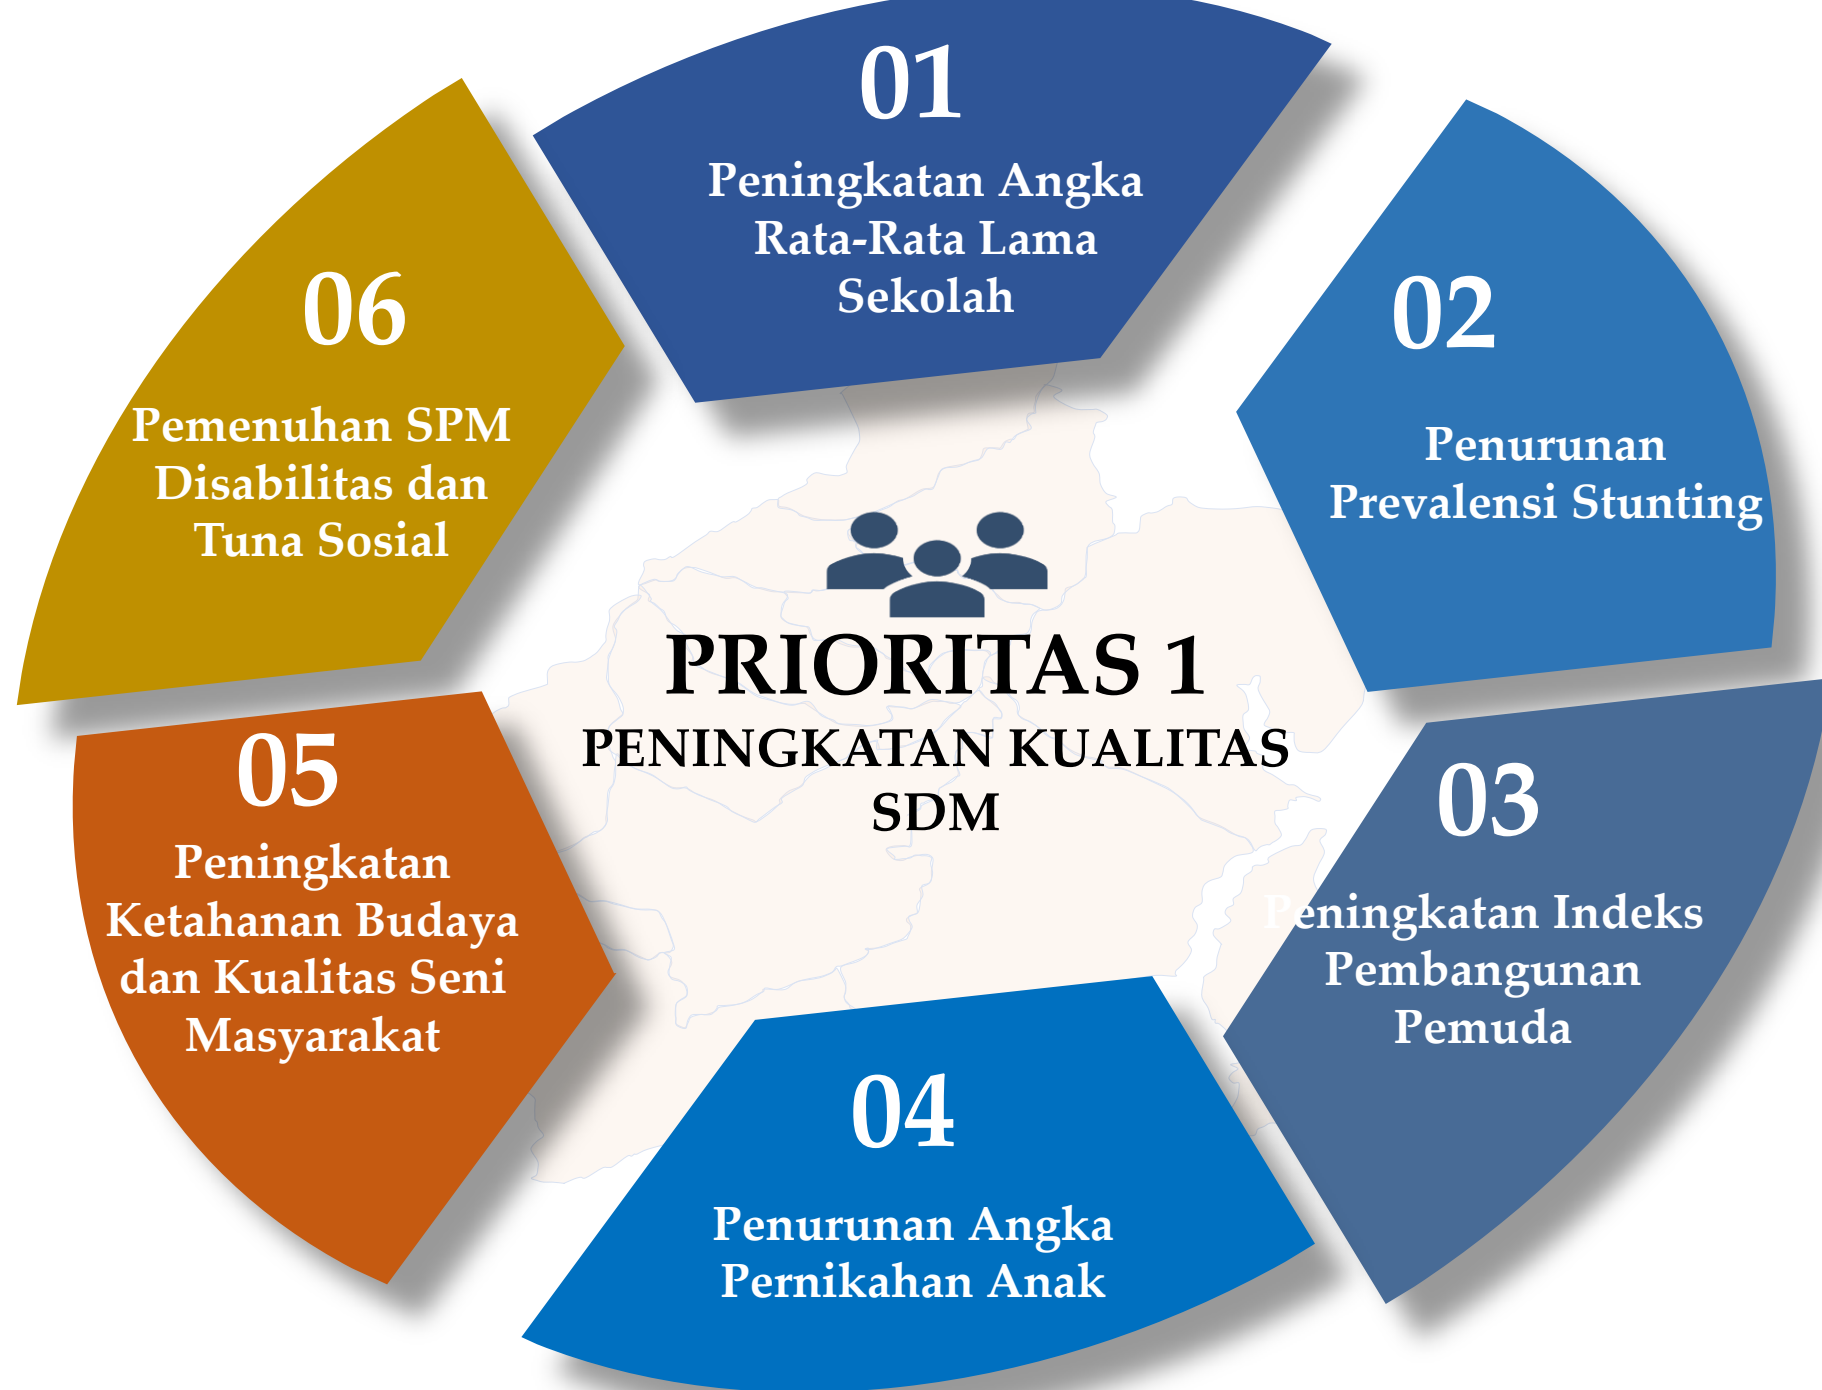 01
Peningkatan Angka
Rata-Rata Lama
Sekolah
02
Penurunan
Prevalensi Stunting
03
Peningkatan Indeks
Pembangunan
Pemuda
04
Penurunan Angka
Pernikahan Anak
05
Peningkatan
Ketahanan Budaya
dan Kualitas Seni
Masyarakat
06
Pemenuhan SPM
Disabilitas dan
Tuna Sosial
PRIORITAS 1
PENINGKATAN KUALITAS
SDM